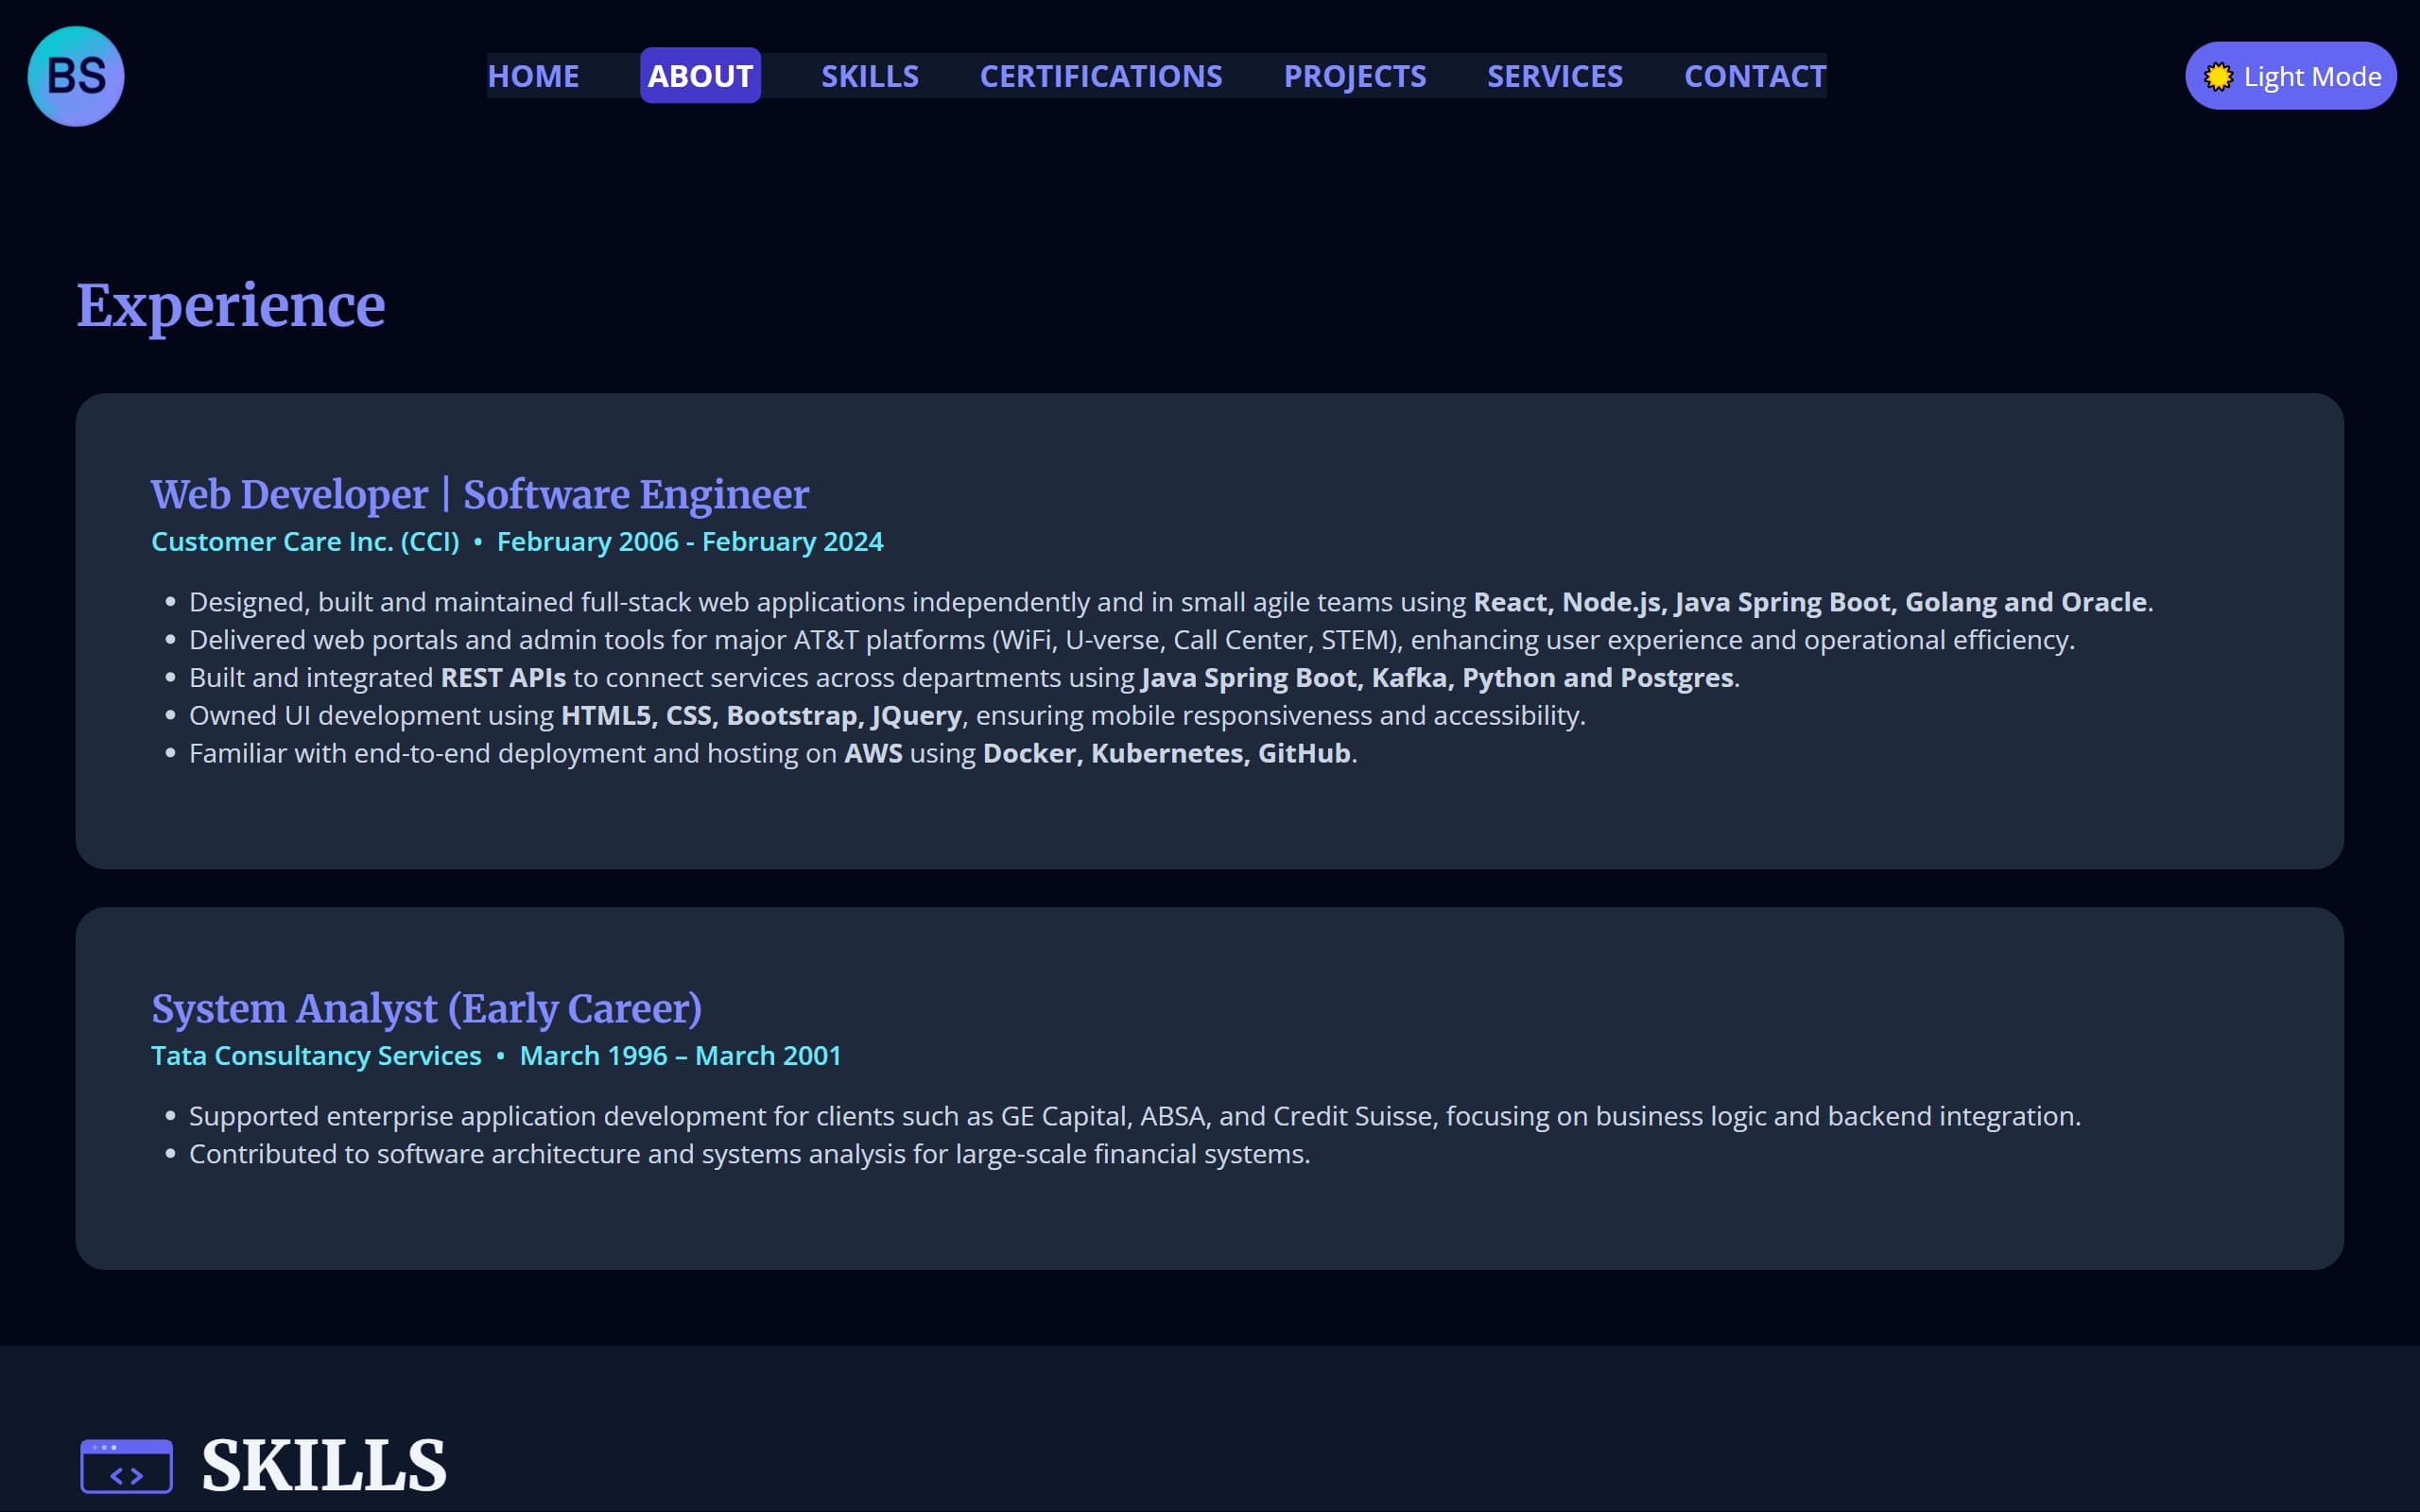 BS
HOME ABOUT SKILLS CERTIFICATIONS PROJECTS SERVICES CONTACT
Light Mode
Experience
Web Developer | Software Engineer
Customer Care Inc. (CCI) • February 2006 - February 2024
• Designed, built and maintained full-stack web applications independently and in small agile teams using React, Node.js, Java Spring Boot, Golang and Oracle.
• Delivered web portals and admin tools for major AT&T platforms (WiFi, U-verse, Call Center, STEM), enhancing user experience and operational efficiency.
• Built and integrated REST APIs to connect services across departments using Java Spring Boot, Kafka, Python and Postgres.
• Owned UI development using HTML5, CSS, Bootstrap, JQuery, ensuring mobile responsiveness and accessibility.
• Familiar with end-to-end deployment and hosting on AWS using Docker, Kubernetes, GitHub.
System Analyst (Early Career)
Tata Consultancy Services • March 1996 – March 2001
• Supported enterprise application development for clients such as GE Capital, ABSA, and Credit Suisse, focusing on business logic and backend integration.
• Contributed to software architecture and systems analysis for large-scale financial systems.
SKILLS